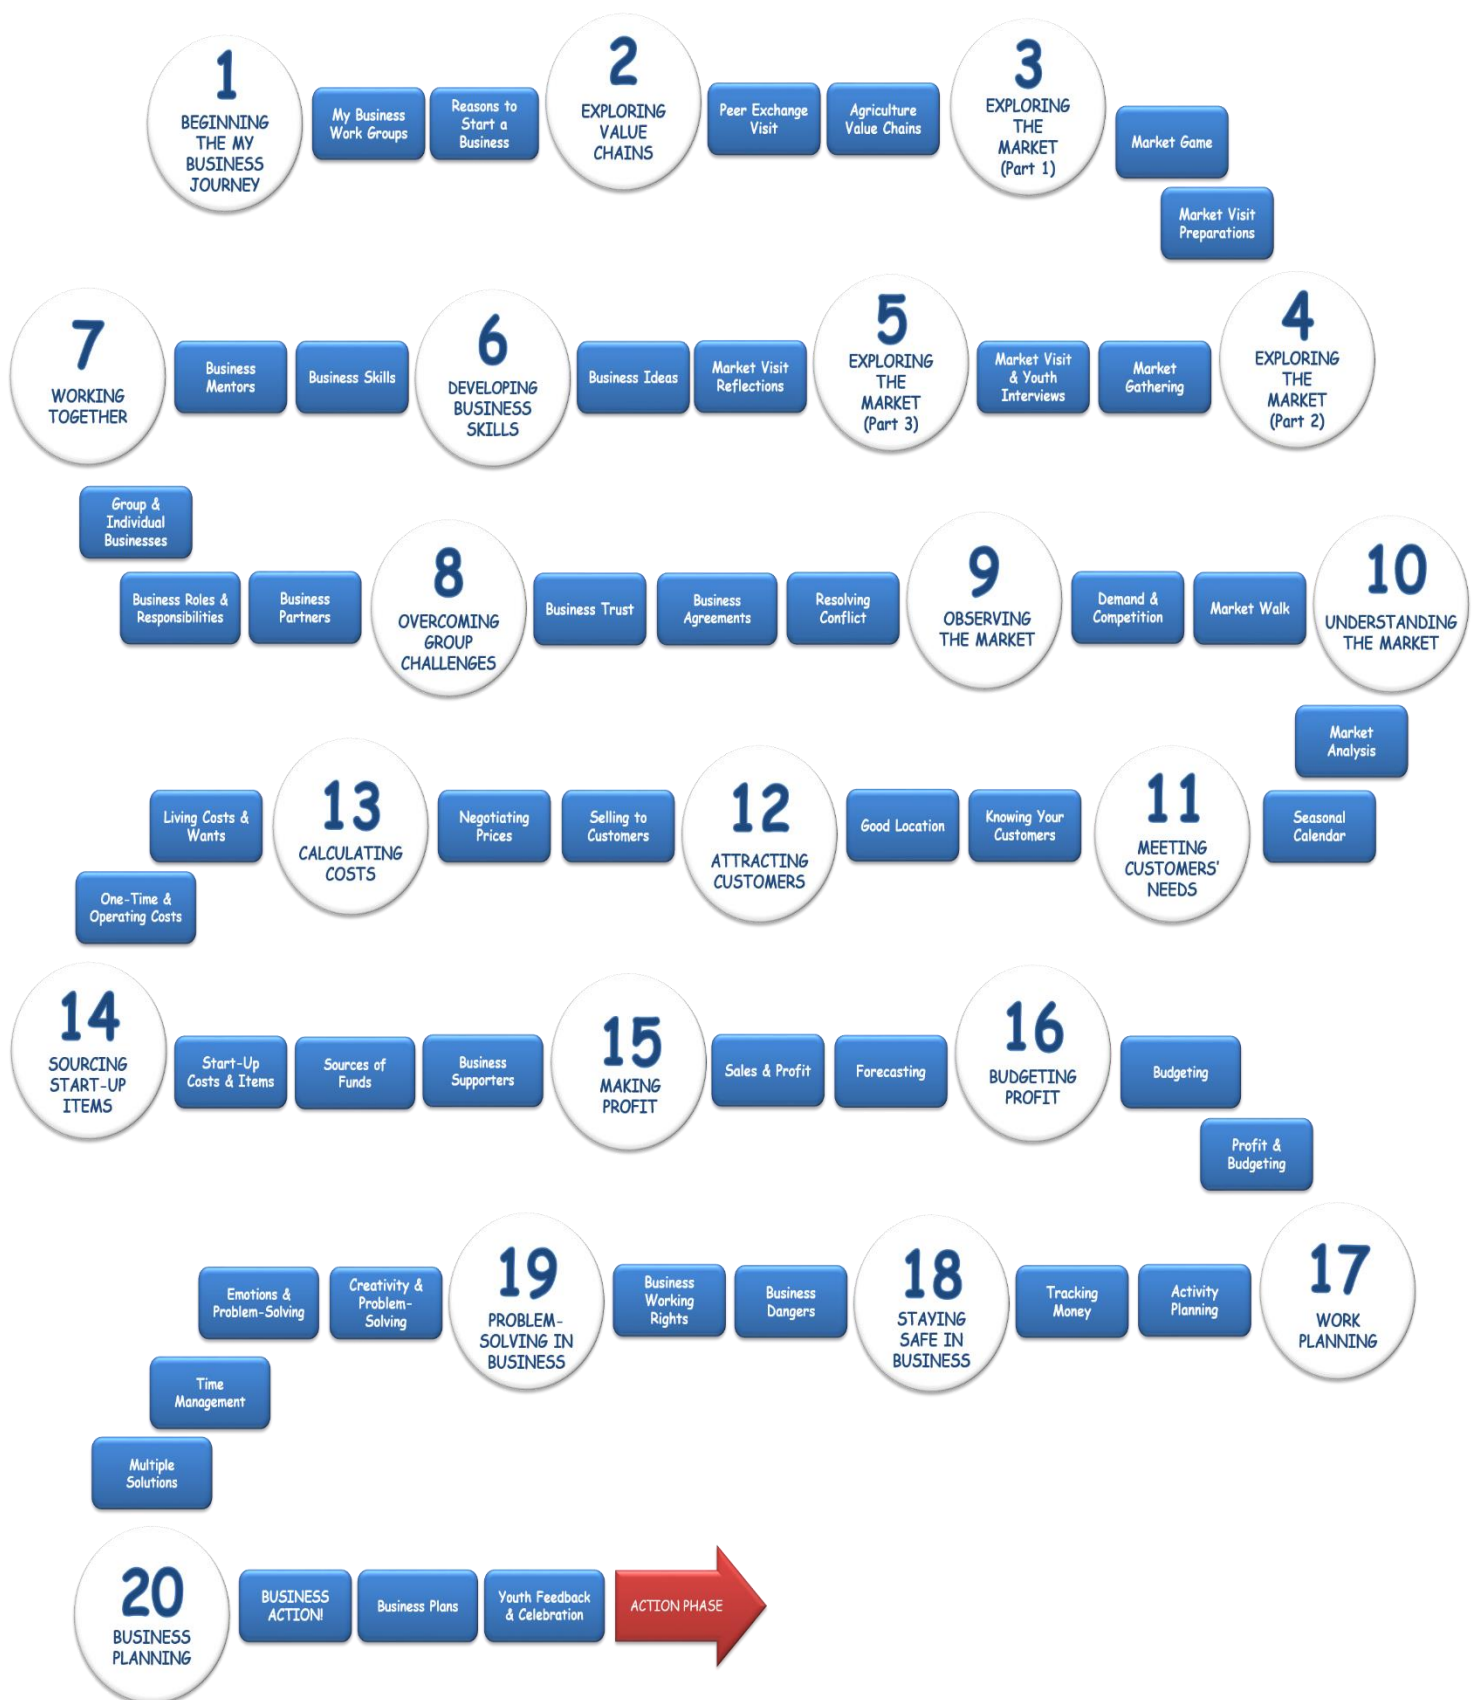 1
BEGINNING
THE MY
BUSINESS
JOURNEY
My Business
Work Groups
Reasons to
Start a
Business
2
EXPLORING
VALUE
CHAINS
Peer Exchange
Visit
Agriculture
Value Chains
3
EXPLORING
THE
MARKET
(Part 1)
Market Game
Market Visit
Preparations
4
EXPLORING
THE
MARKET
(Part 2)
Market
Gathering
Market Visit
& Youth
Interviews
5
EXPLORING
THE
MARKET
(Part 3)
Market Visit
Reflections
Business Ideas
6
DEVELOPING
BUSINESS
SKILLS
Business Skills
Business
Mentors
7
WORKING
TOGETHER
Group &
Individual
Businesses
Business Roles &
Responsibilities
Business
Partners
8
OVERCOMING
GROUP
CHALLENGES
Business Trust
Business
Agreements
Resolving
Conflict
9
OBSERVING
THE MARKET
Demand &
Competition
Market Walk
10
UNDERSTANDING
THE MARKET
Market
Analysis
Seasonal
Calendar
11
MEETING
CUSTOMERS'
NEEDS
Knowing Your
Customers
Good Location
12
ATTRACTING
CUSTOMERS
Selling to
Customers
Negotiating
Prices
13
CALCULATING
COSTS
Living Costs &
Wants
One-Time &
Operating Costs
14
SOURCING
START-UP
ITEMS
Start-Up
Costs & Items
Sources of
Funds
Business
Supporters
15
MAKING
PROFIT
Sales & Profit
Forecasting
16
BUDGETING
PROFIT
Budgeting
Profit &
Budgeting
17
WORK
PLANNING
Activity
Planning
Tracking
Money
18
STAYING
SAFE IN
BUSINESS
Business
Dangers
Business
Working
Rights
19
PROBLEM-
SOLVING IN
BUSINESS
Creativity &
Problem-
Solving
Emotions &
Problem-Solving
Time
Management
Multiple
Solutions
20
BUSINESS
PLANNING
BUSINESS
ACTION!
Business Plans
Youth Feedback
& Celebration
ACTION PHASE